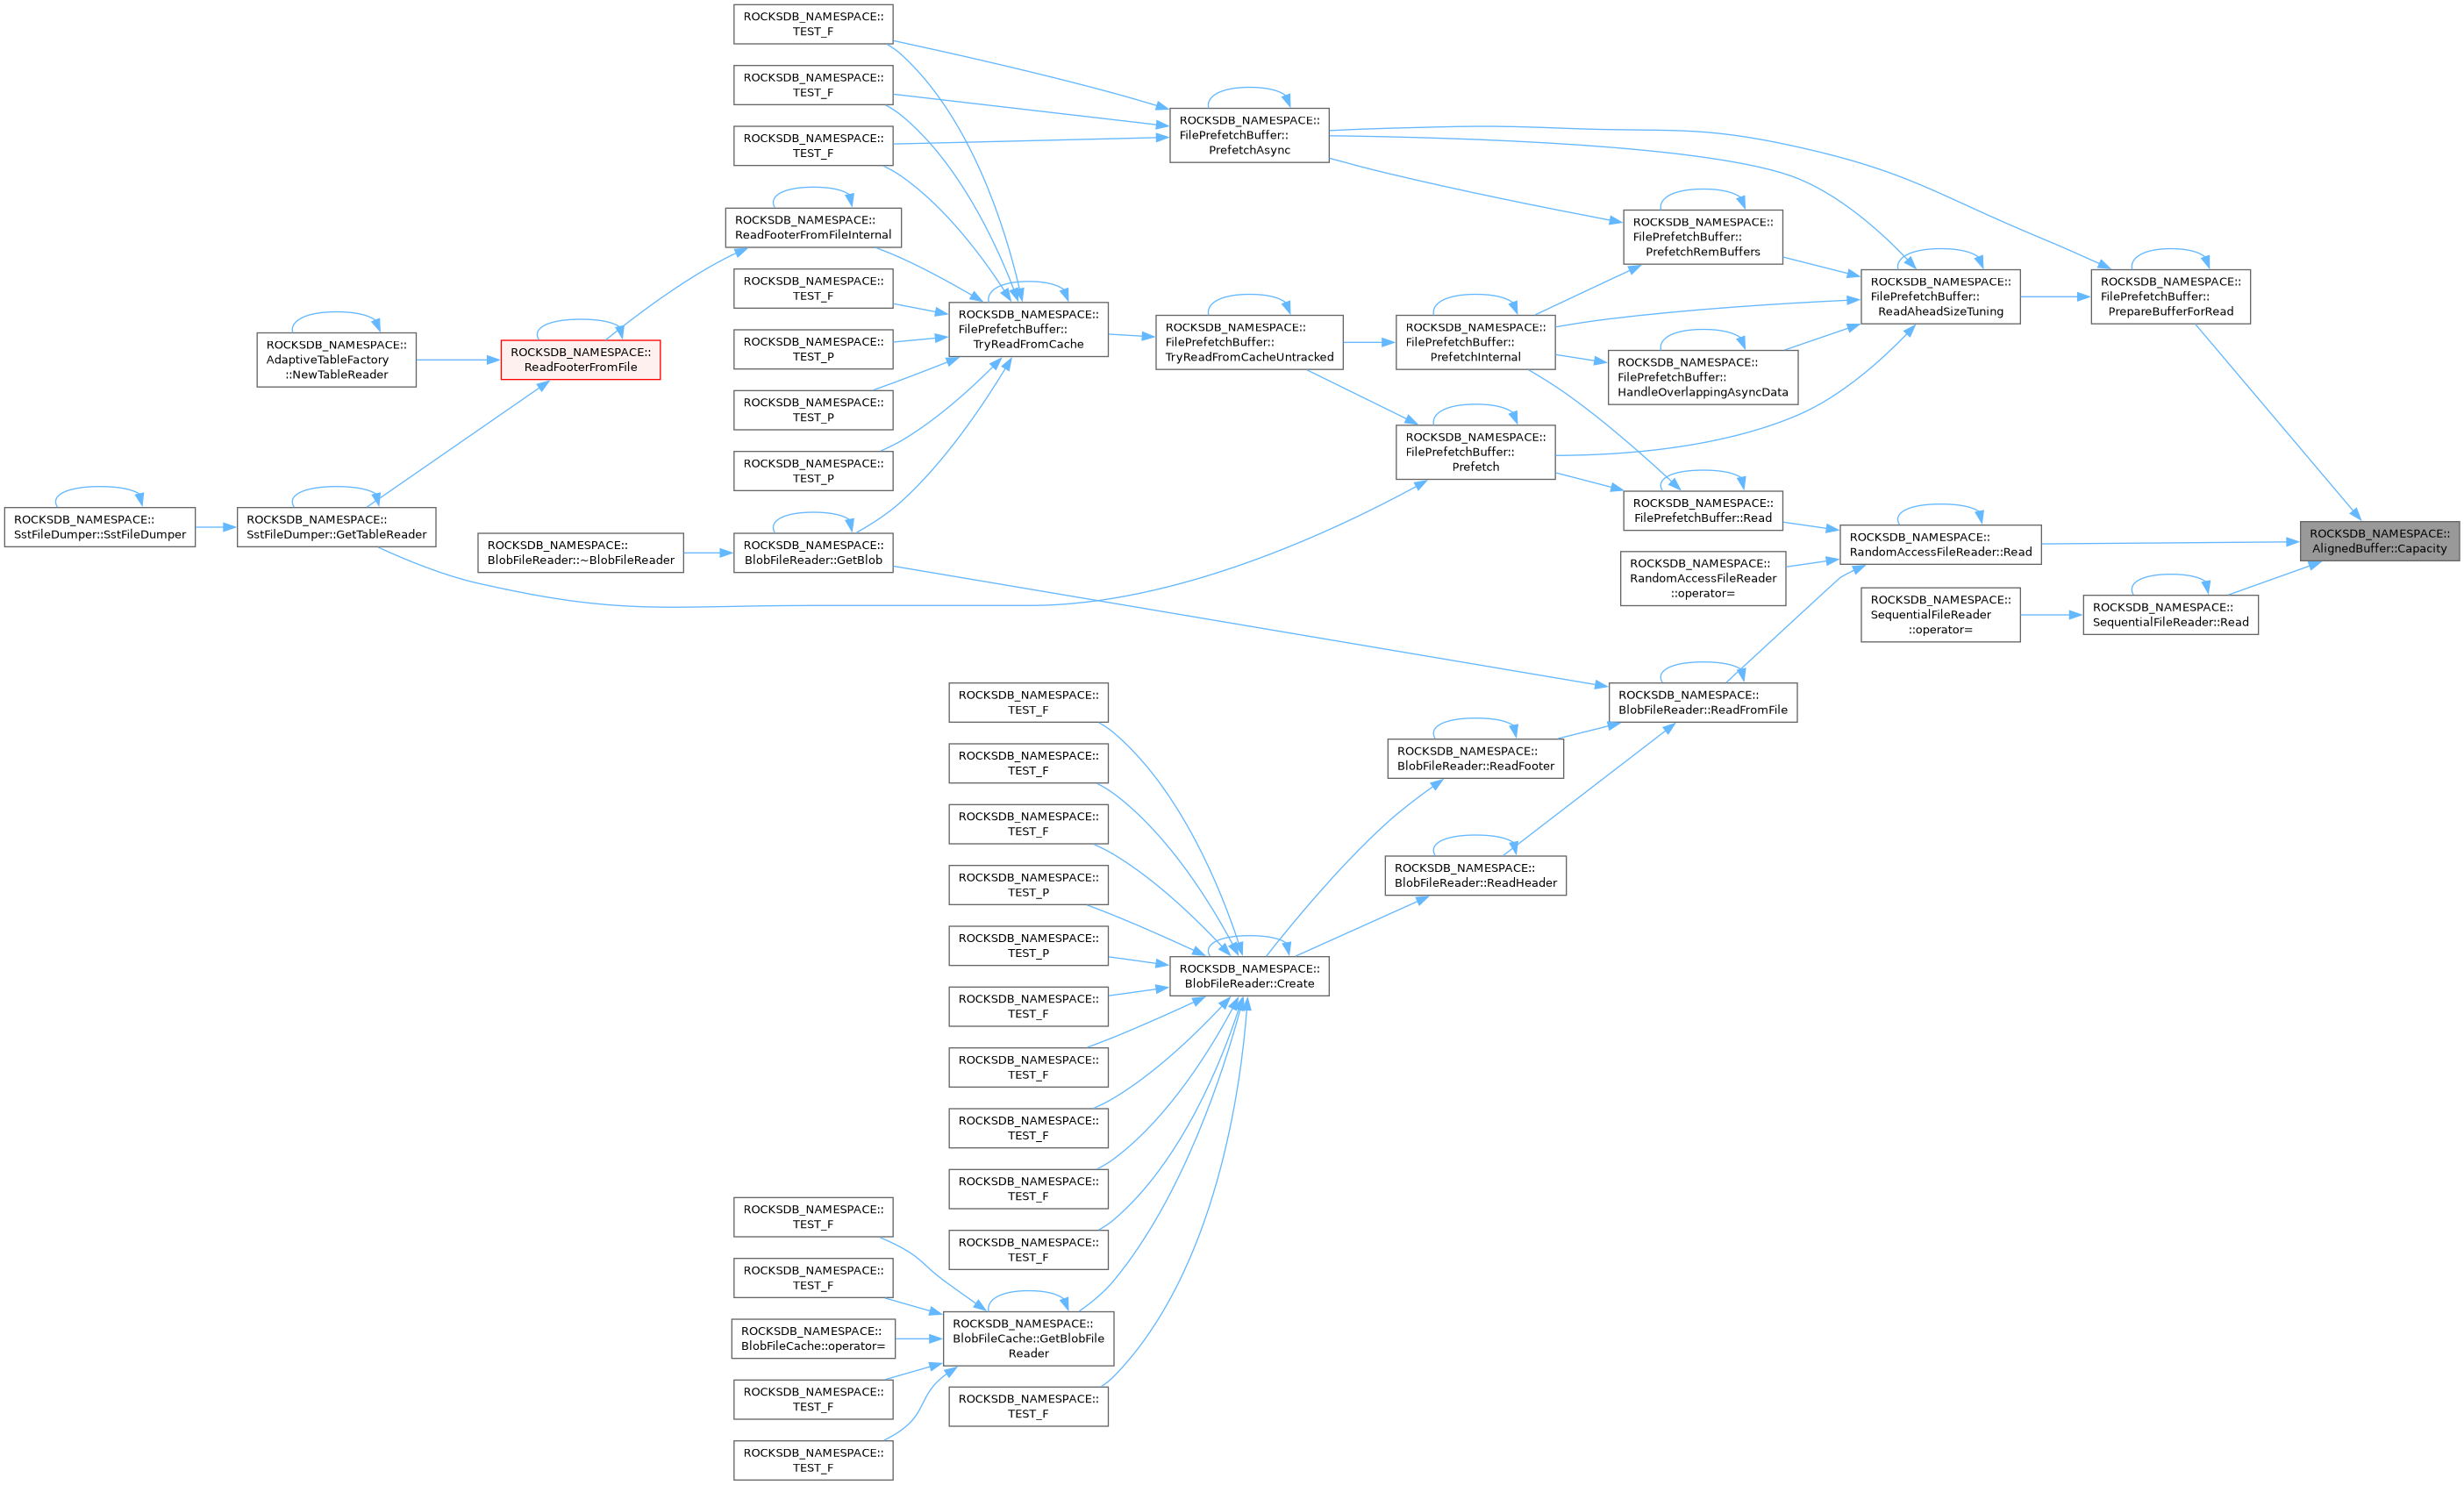 ROCKSDB_NAMESPACE::
TEST_F
ROCKSDB_NAMESPACE::
TEST_F
ROCKSDB_NAMESPACE::
TEST_F
ROCKSDB_NAMESPACE::
FilePrefetchBuffer::
PrefetchAsync
ROCKSDB_NAMESPACE::
ReadFooterFromFileInternal
ROCKSDB_NAMESPACE::
FilePrefetchBuffer::
PrefetchRemBuffers
ROCKSDB_NAMESPACE::
TEST_F
ROCKSDB_NAMESPACE::
FilePrefetchBuffer::
ReadAheadSizeTuning
ROCKSDB_NAMESPACE::
FilePrefetchBuffer::
PrepareBufferForRead
ROCKSDB_NAMESPACE::
FilePrefetchBuffer::
TryReadFromCache
ROCKSDB_NAMESPACE::
FilePrefetchBuffer::
TryReadFromCacheUntracked
ROCKSDB_NAMESPACE::
FilePrefetchBuffer::
PrefetchInternal
ROCKSDB_NAMESPACE::
TEST_P
ROCKSDB_NAMESPACE::
AdaptiveTableFactory
::NewTableReader
ROCKSDB_NAMESPACE::
ReadFooterFromFile
ROCKSDB_NAMESPACE::
FilePrefetchBuffer::
HandleOverlappingAsyncData
ROCKSDB_NAMESPACE::
TEST_P
ROCKSDB_NAMESPACE::
FilePrefetchBuffer::
Prefetch
ROCKSDB_NAMESPACE::
TEST_P
ROCKSDB_NAMESPACE::
FilePrefetchBuffer::Read
ROCKSDB_NAMESPACE::
SstFileDumper::SstFileDumper
ROCKSDB_NAMESPACE::
SstFileDumper::GetTableReader
ROCKSDB_NAMESPACE::
BlobFileReader::~BlobFileReader
ROCKSDB_NAMESPACE::
BlobFileReader::GetBlob
ROCKSDB_NAMESPACE::
RandomAccessFileReader::Read
ROCKSDB_NAMESPACE::
AlignedBuffer::Capacity
ROCKSDB_NAMESPACE::
RandomAccessFileReader
::operator=
ROCKSDB_NAMESPACE::
SequentialFileReader
::operator=
ROCKSDB_NAMESPACE::
SequentialFileReader::Read
ROCKSDB_NAMESPACE::
TEST_F
ROCKSDB_NAMESPACE::
BlobFileReader::ReadFromFile
ROCKSDB_NAMESPACE::
TEST_F
ROCKSDB_NAMESPACE::
BlobFileReader::ReadFooter
ROCKSDB_NAMESPACE::
TEST_F
ROCKSDB_NAMESPACE::
TEST_P
ROCKSDB_NAMESPACE::
BlobFileReader::ReadHeader
ROCKSDB_NAMESPACE::
TEST_P
ROCKSDB_NAMESPACE::
BlobFileReader::Create
ROCKSDB_NAMESPACE::
TEST_F
ROCKSDB_NAMESPACE::
TEST_F
ROCKSDB_NAMESPACE::
TEST_F
ROCKSDB_NAMESPACE::
TEST_F
ROCKSDB_NAMESPACE::
TEST_F
ROCKSDB_NAMESPACE::
TEST_F
ROCKSDB_NAMESPACE::
TEST_F
ROCKSDB_NAMESPACE::
BlobFileCache::operator=
ROCKSDB_NAMESPACE::
BlobFileCache::GetBlobFile
Reader
ROCKSDB_NAMESPACE::
TEST_F
ROCKSDB_NAMESPACE::
TEST_F
ROCKSDB_NAMESPACE::
TEST_F